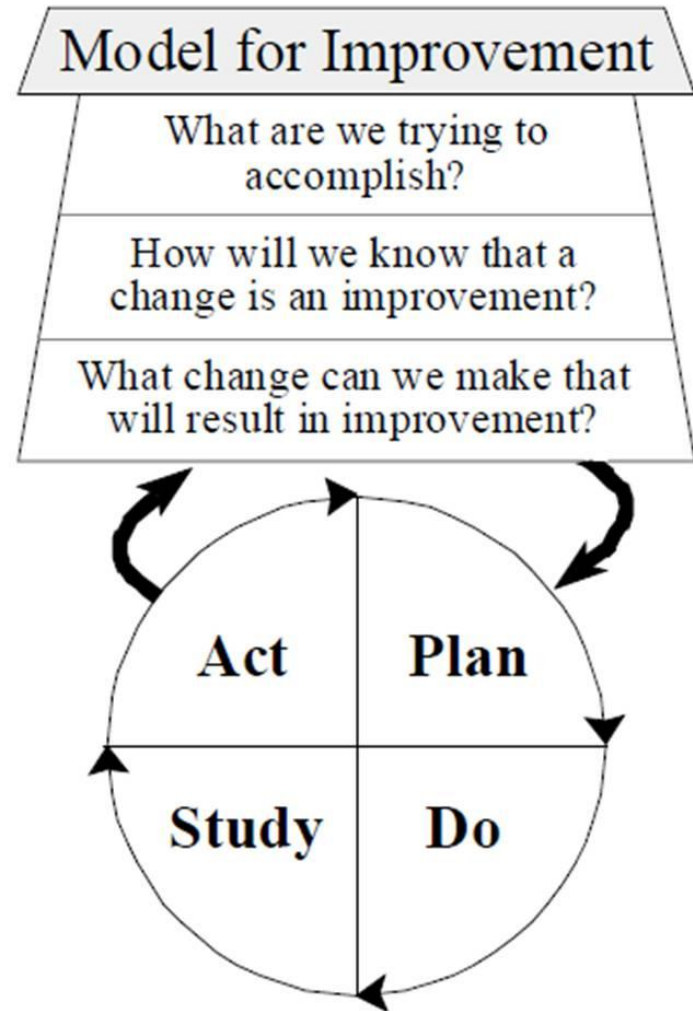 Model for Improvement
What are we trying to
accomplish?
How will we know that a
change is an improvement?
What change can we make that
will result in improvement?
Act
Plan
Study
Do